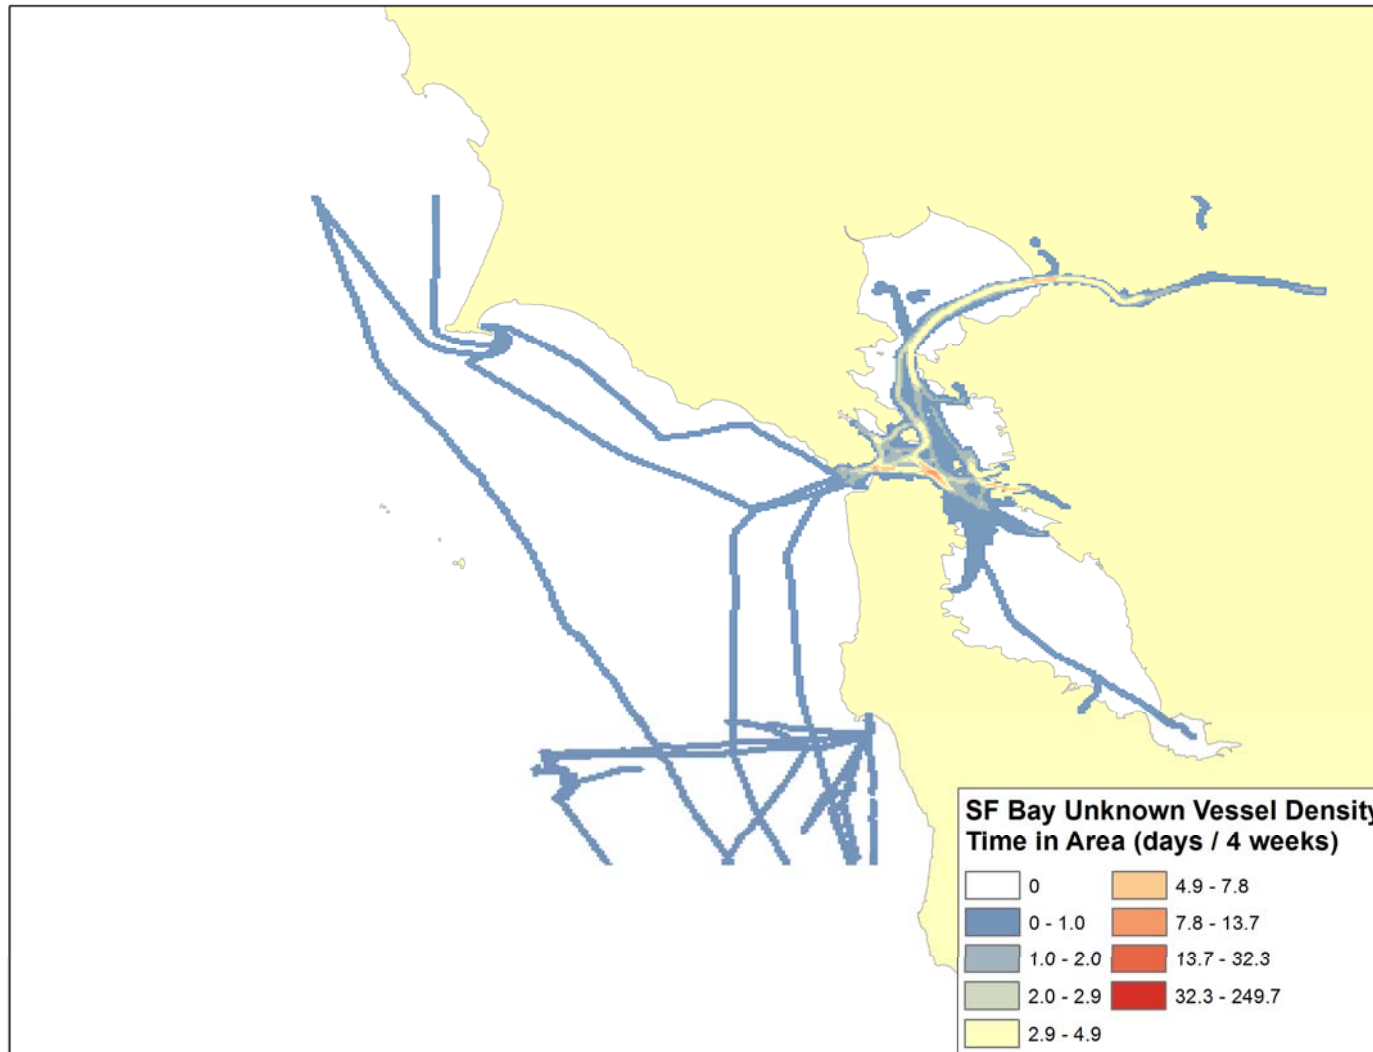 SF Bay Unknown Vessel Density
Time in Area (days / 4 weeks)
0
0 - 1.0
1.0 - 2.0
2.0 - 2.9
2.9 - 4.9
4.9 - 7.8
7.8 - 13.7
13.7 - 32.3
32.3 - 249.7